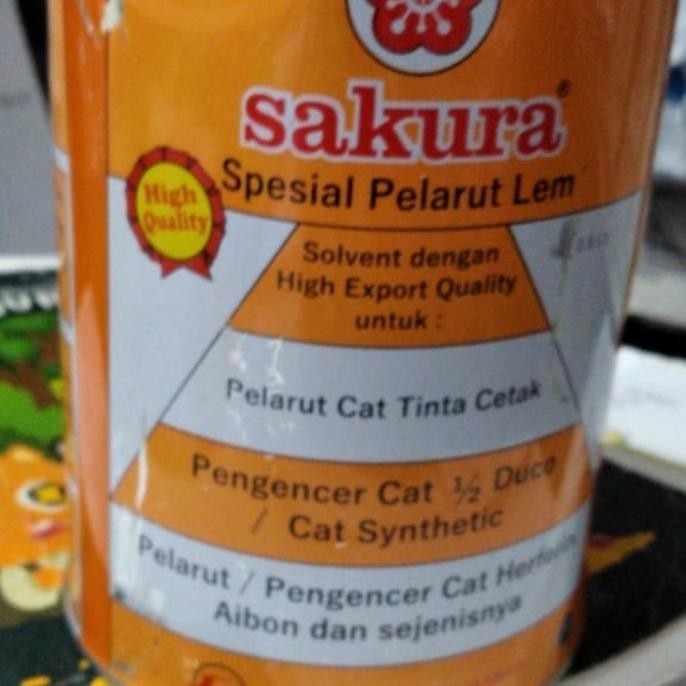 sakura®
Spesial Pelarut Lem
High
Quality
Solvent dengan
High Export Quality
untuk :
Pelarut Cat Tinta Cetak
Pengencer Cat ½ Duco
/ Cat Synthetic
Pelarut / Pengencer Cat
Aibon dan sejenisnya